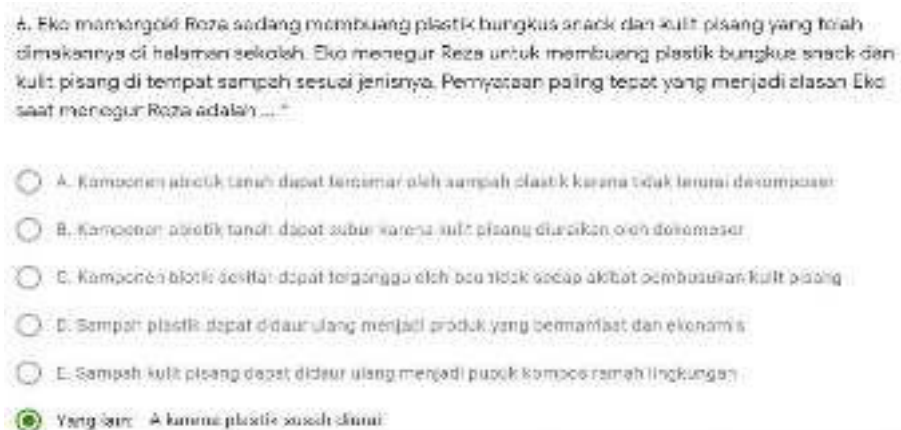 6. Eko memergoki Reza sedang membuang plastik bungkus snack dan kulit pisang yang telah
dimakannya di halaman sekolah. Eko menegur Reza untuk membuang plastik bungkus snack dan
kulit pisang di tempat sampah sesuai jenisnya. Pernyataan paling tepat yang menjadi alasan Eko
saat menegur Reza adalah ... *
A. Komponen abiotik tanah dapat tercemar oleh sampah plastik karena tidak terurai dekomposer
B. Komponen abiotik tanah dapat subur karena kulit pisang diuraikan oleh dekomposer
C. Komponen biotik sekitar dapat terganggu oleh bau tidak sedap akibat pembusukan kulit pisang
D. Sampah plastik dapat didaur ulang menjadi produk yang bermanfaat dan ekonomis
E. Sampah kulit pisang dapat didaur ulang menjadi pupuk kompos ramah lingkungan
Yang lain: A karena plastik susah diurai